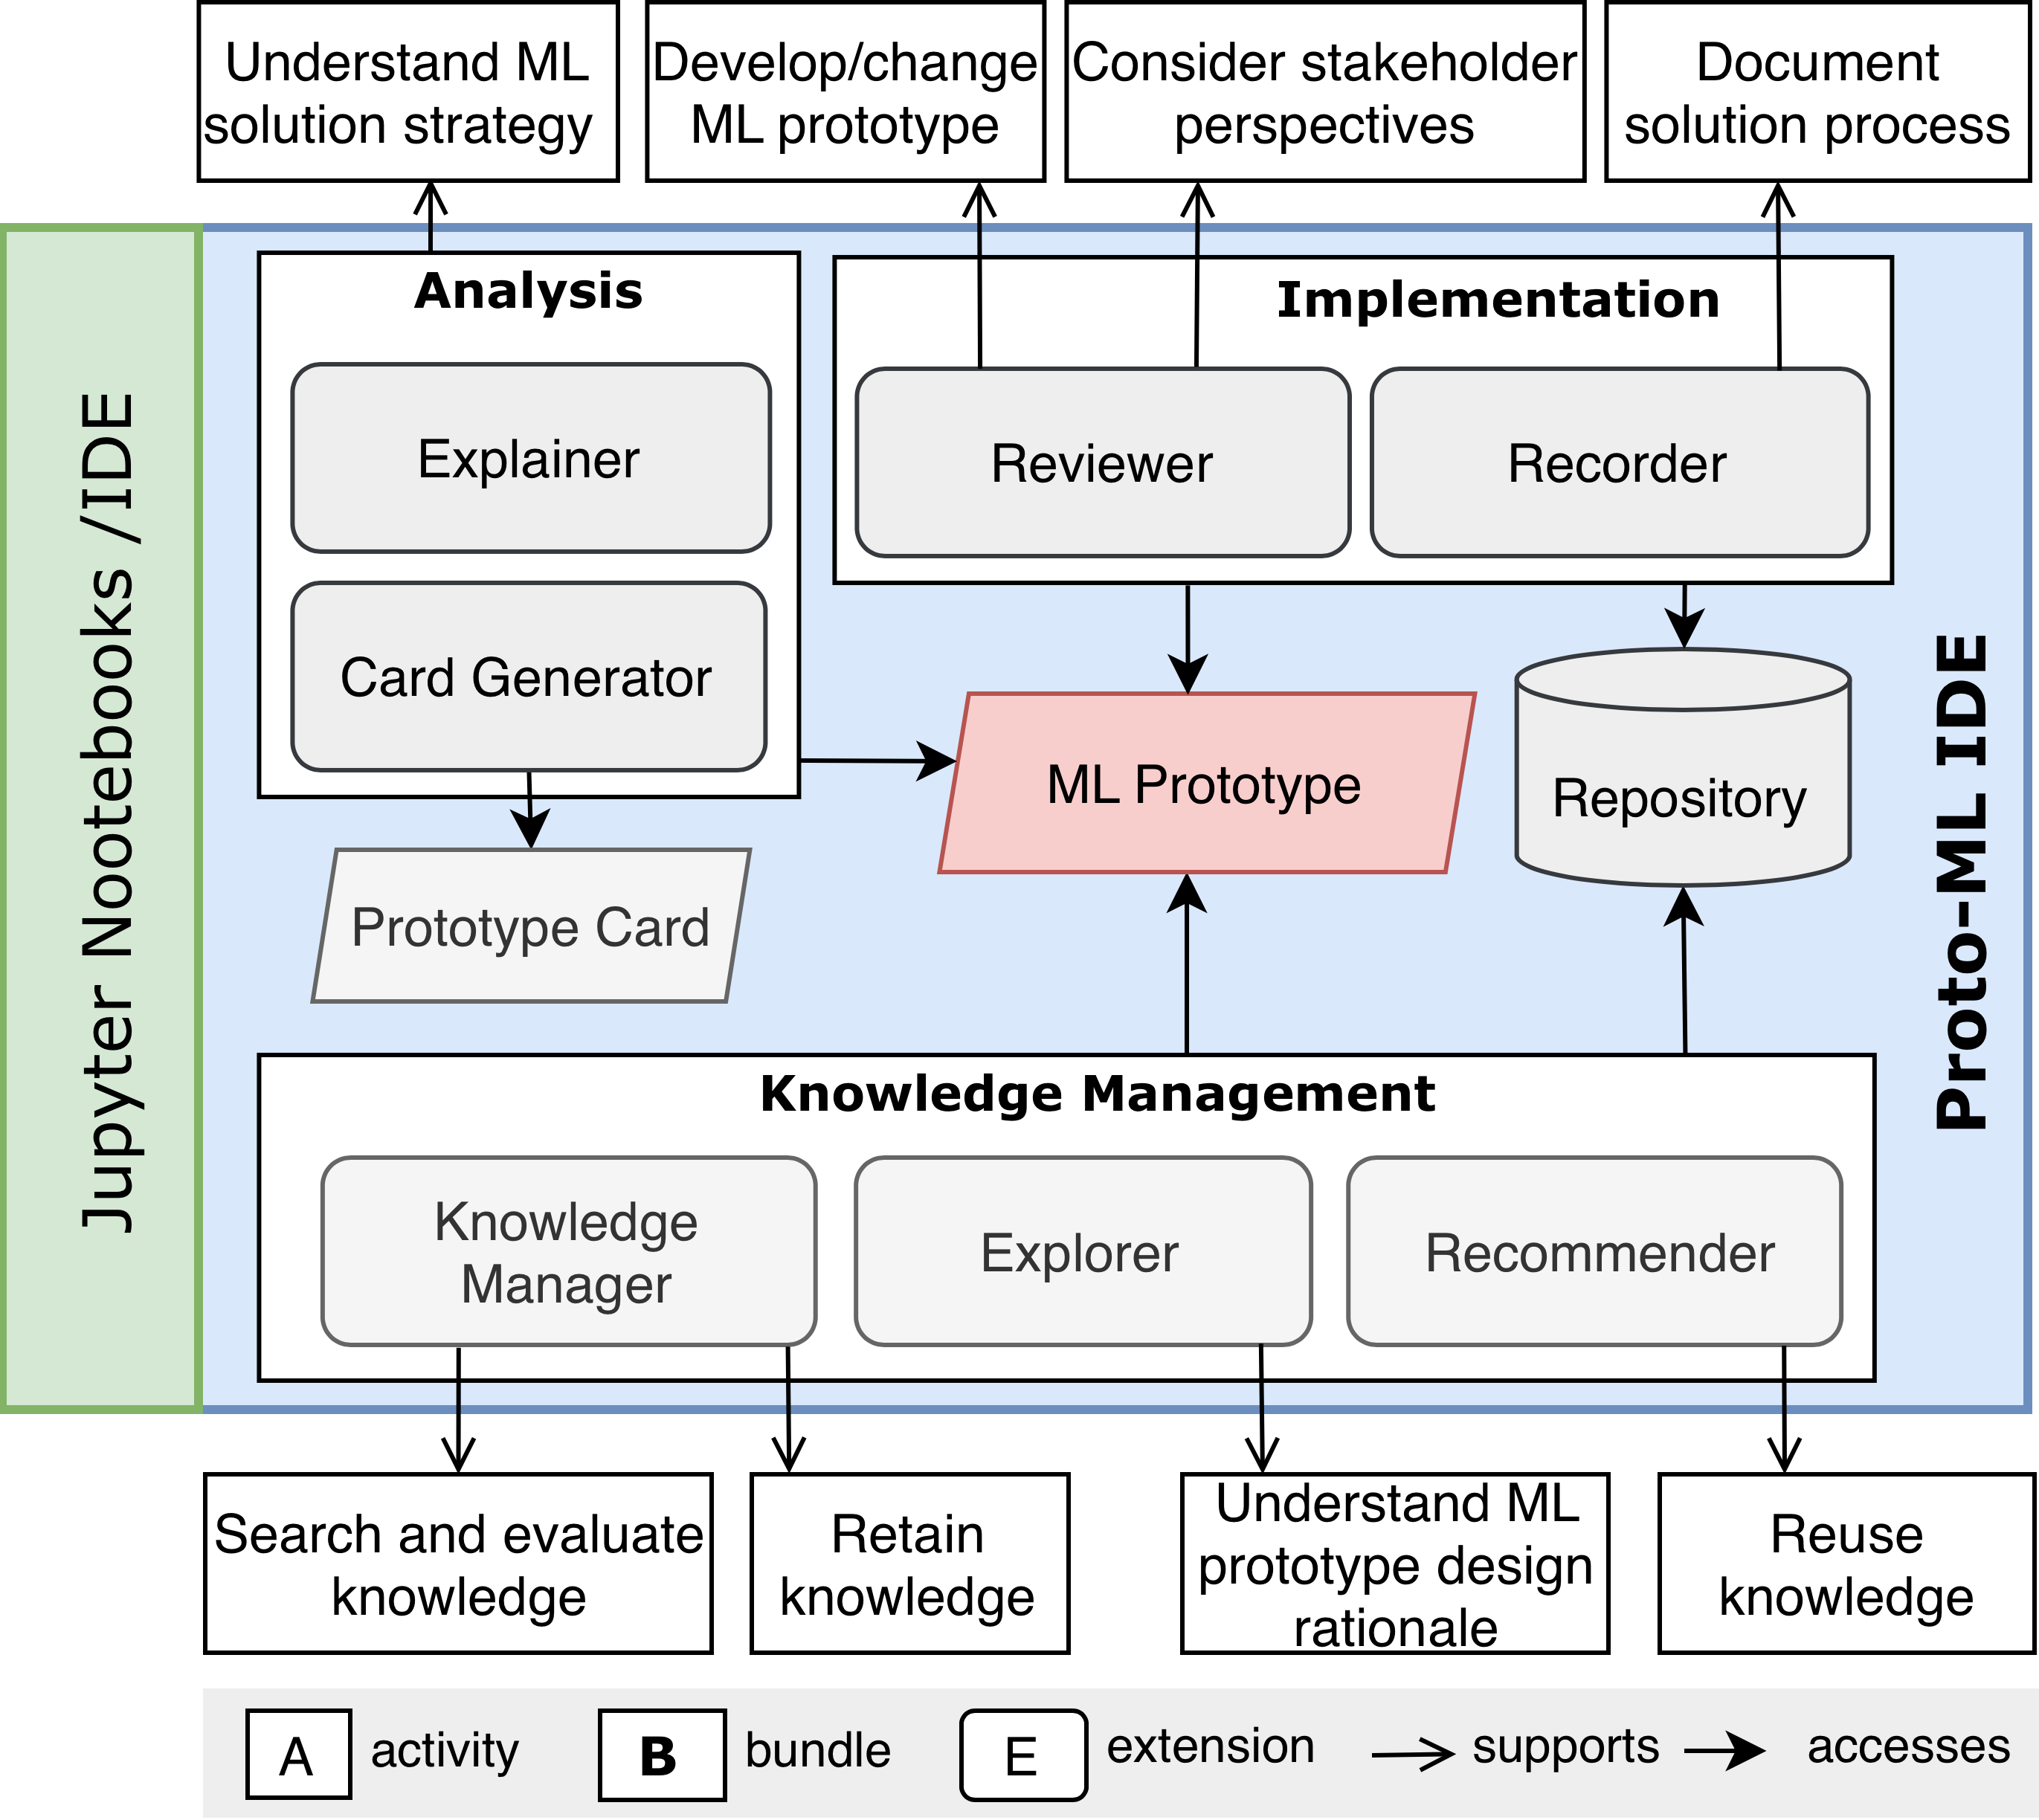 Understand ML
solution strategy
Develop/change
ML prototype
Consider stakeholder
perspectives
Document
solution process
Jupyter Nootebooks /IDE
Analysis
Explainer
Card Generator
Prototype Card
Implementation
Reviewer
Recorder
ML Prototype
Repository
Proto-ML IDE
Knowledge Management
Knowledge
Manager
Explorer
Recommender
Search and evaluate
knowledge
Retain
knowledge
Understand ML
prototype design
rationale
Reuse
knowledge
A activity B bundle E extension supports accesses